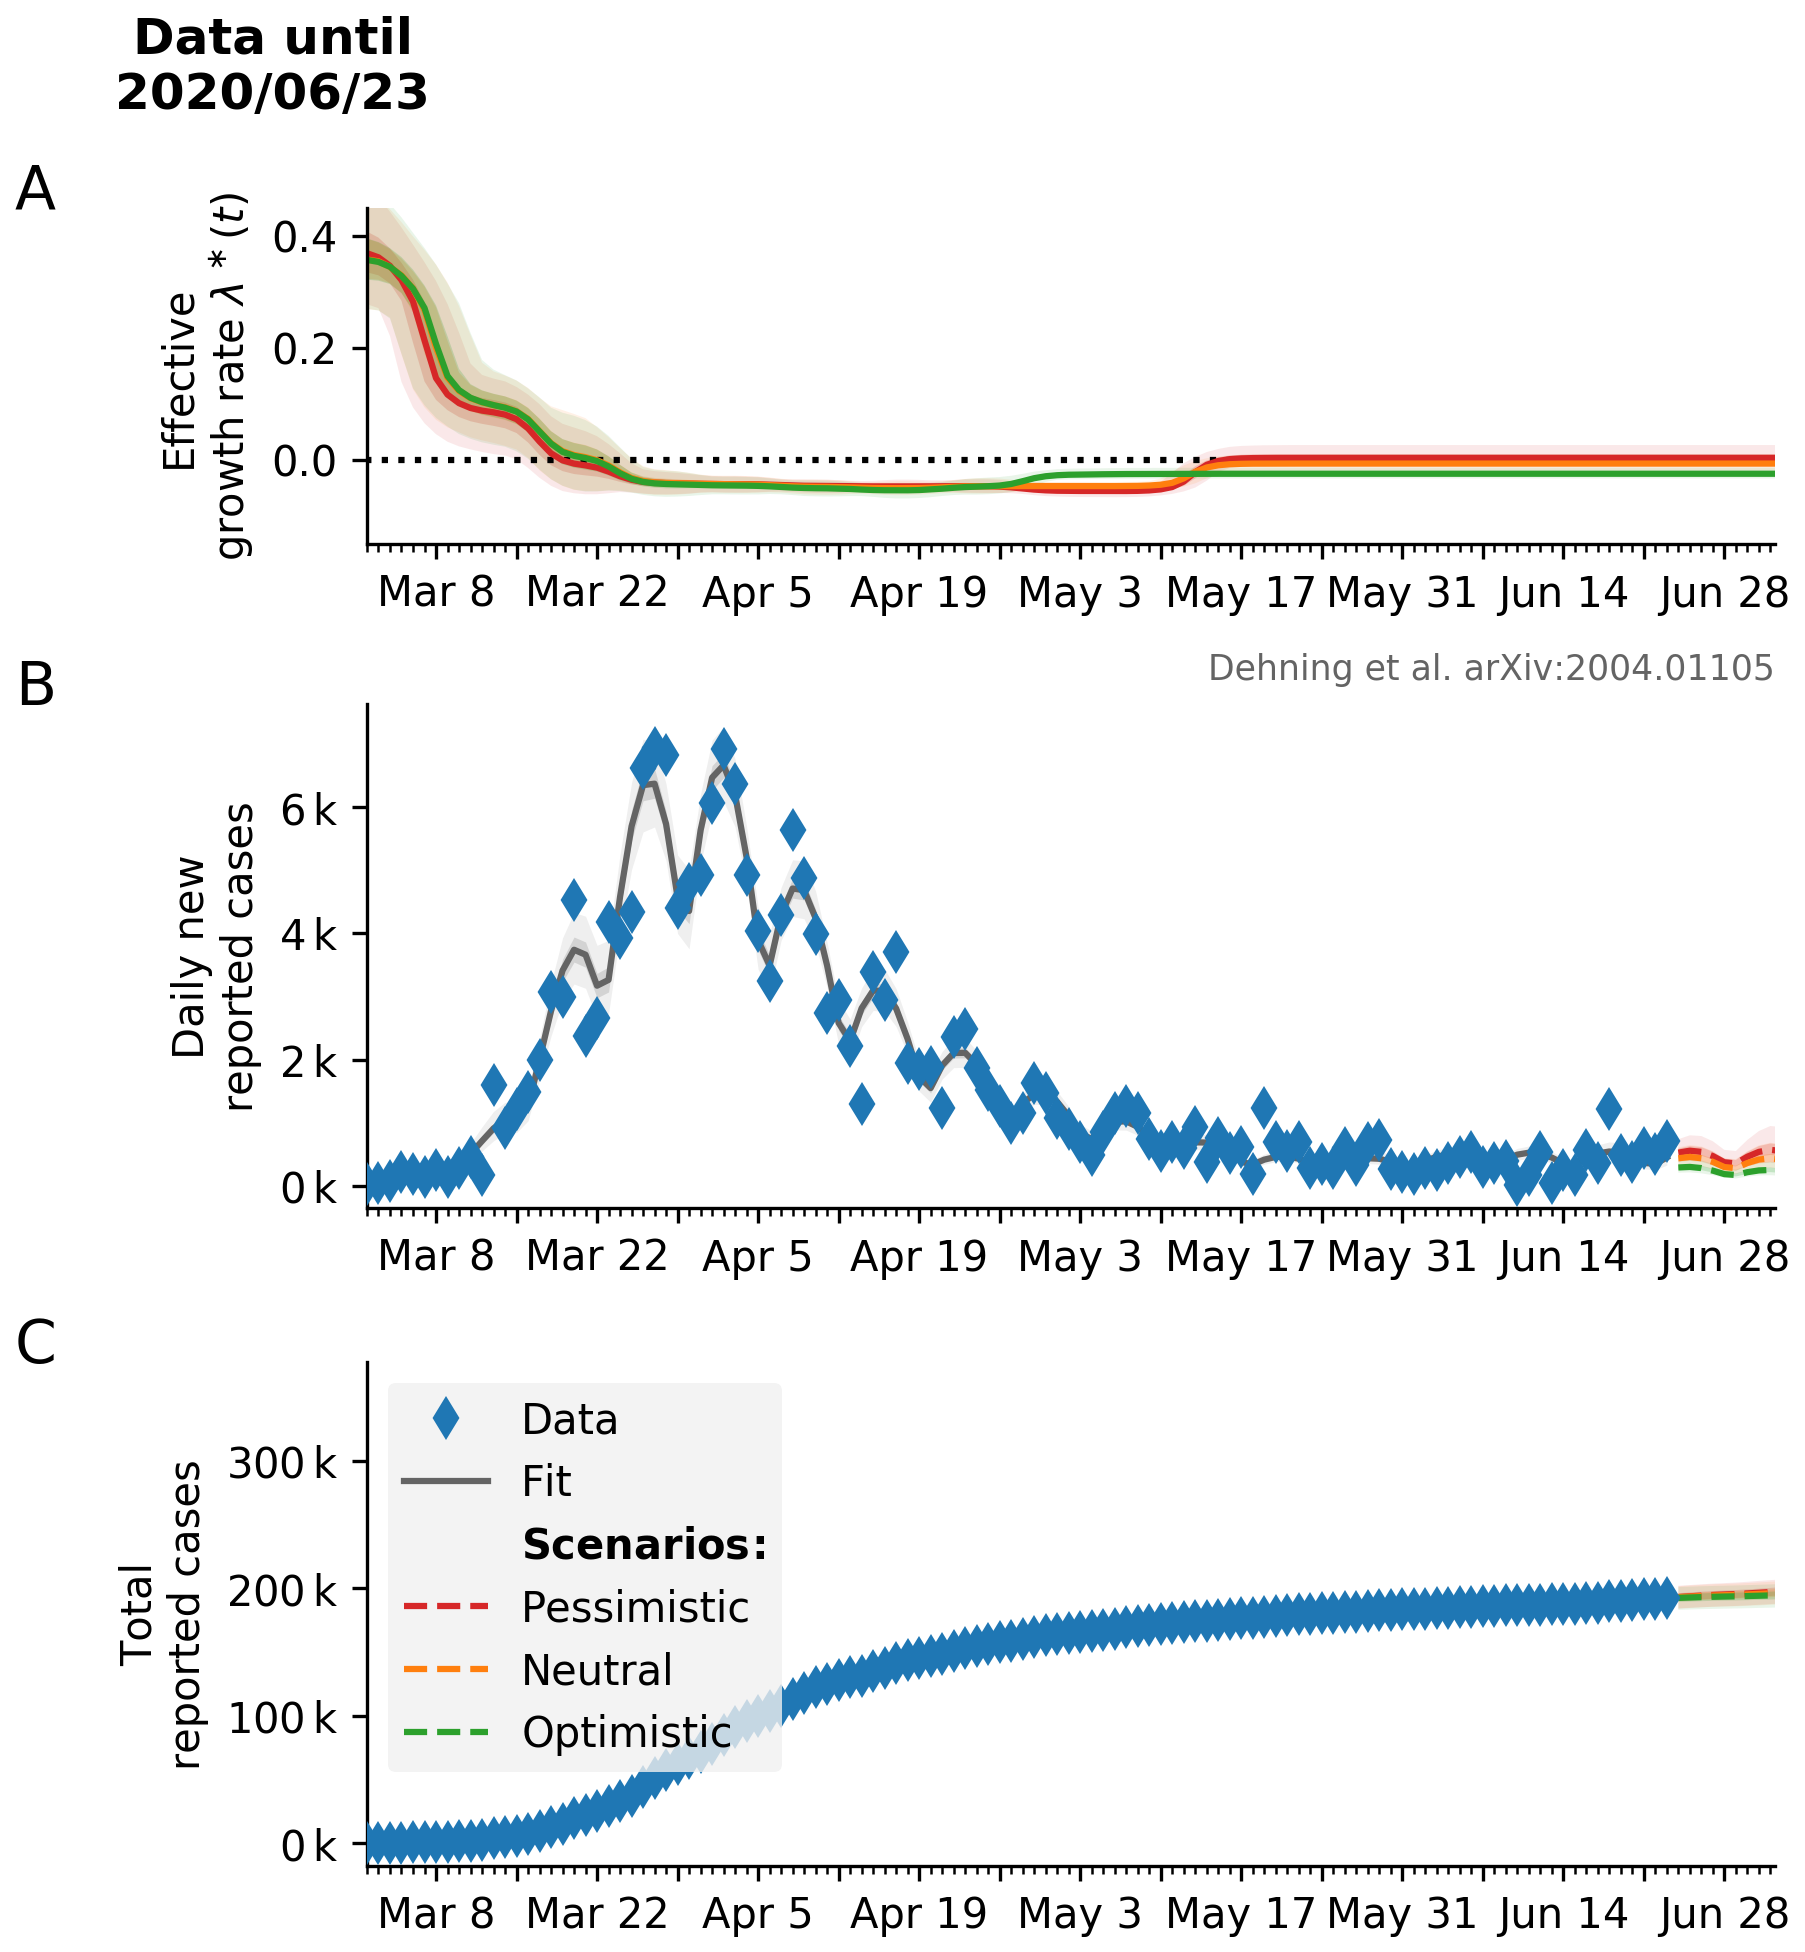 Data until
2020/06/23
A
Effective
growth rate λ * (t)
0.4
0.2
0.0
Mar 8 Mar 22 Apr 5 Apr 19 May 3 May 17 May 31 Jun 14 Jun 28
B
Dehning et al. arXiv:2004.01105
Daily new
reported cases
6 k
4 k
2 k
0 k
Mar 8 Mar 22 Apr 5 Apr 19 May 3 May 17 May 31 Jun 14 Jun 28
C
Total
reported cases
300 k
200 k
100 k
0 k
Data
Fit
Scenarios:
Pessimistic
Neutral
Optimistic
Mar 8 Mar 22 Apr 5 Apr 19 May 3 May 17 May 31 Jun 14 Jun 28